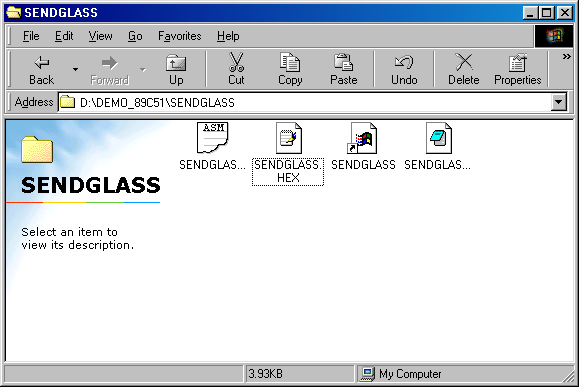 SENDGLASS
File Edit View Go Favorites Help
Back Forward Up Cut Copy Paste Undo Delete Properties »
Address D:\DEMO_89C51\SENDGLASS
ASM
SENDGLAS... SENDGLASS.HEX SENDGLASS SENDGLAS...
SENDGLASS
Select an item to
view its description.
3.93KB My Computer